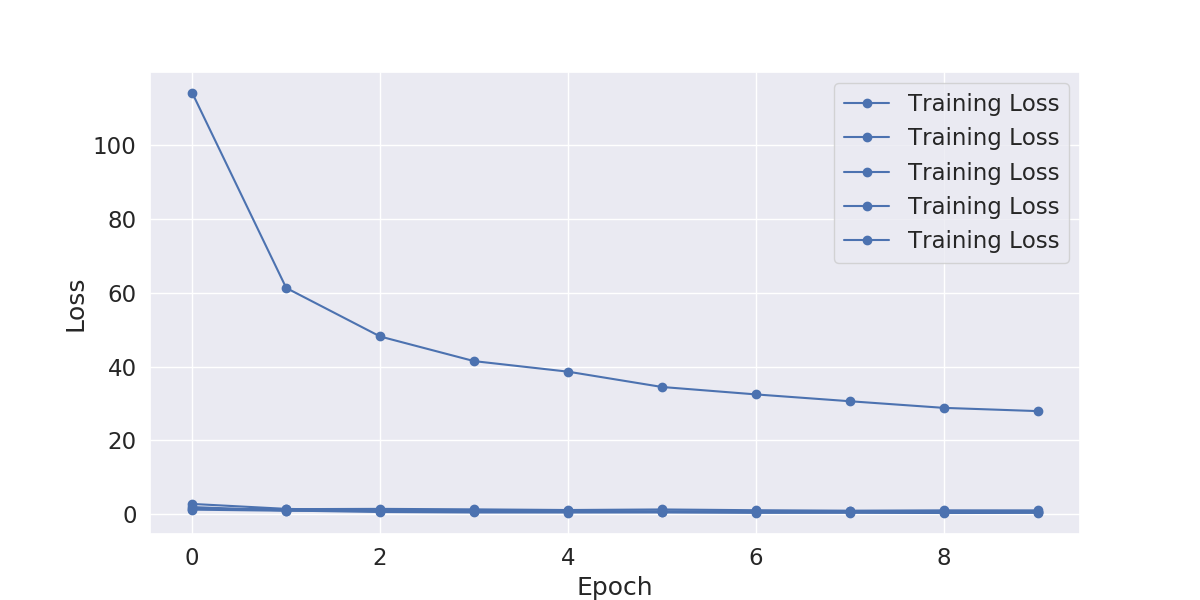 Training Loss
Training Loss
Training Loss
Training Loss
Training Loss
100
80
60
40
20
0
Loss
0 2 4 6 8
Epoch